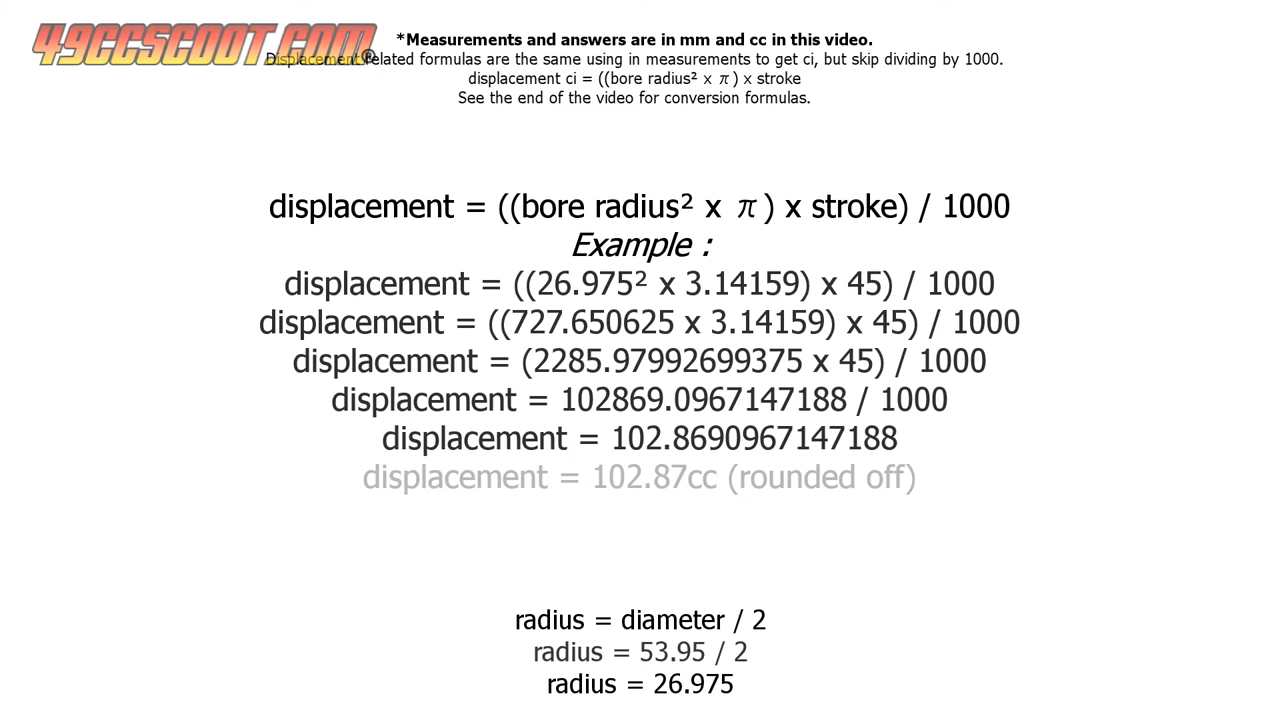 49CCSCOOT.COM®
*Measurements and answers are in mm and cc in this video.
Displacement related formulas are the same using in measurements to get ci, but skip dividing by 1000.
displacement ci = ((bore radius² x π ) x stroke
See the end of the video for conversion formulas.
displacement = ((bore radius² x π ) x stroke) / 1000
Example :
displacement = ((26.975² x 3.14159) x 45) / 1000
displacement = ((727.650625 x 3.14159) x 45) / 1000
displacement = (2285.97992699375 x 45) / 1000
displacement = 102869.0967147188 / 1000
displacement = 102.8690967147188
displacement = 102.87cc (rounded off)
radius = diameter / 2
radius = 53.95 / 2
radius = 26.975